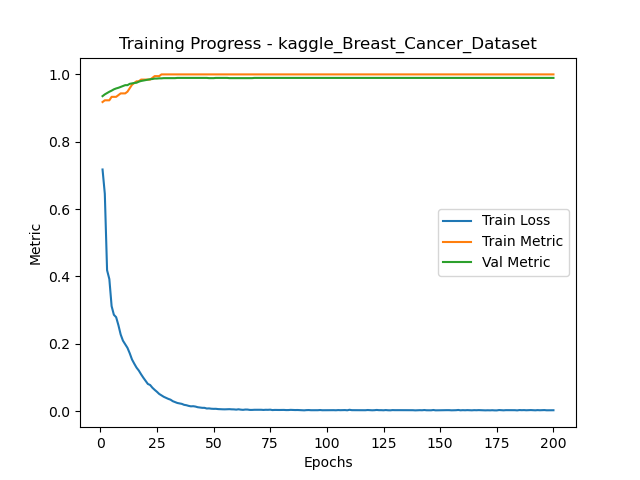 Training Progress - kaggle_Breast_Cancer_Dataset
Metric
1.0
0.8
0.6
0.4
0.2
0.0
Train Loss
Train Metric
Val Metric
0 25 50 75 100 125 150 175 200
Epochs